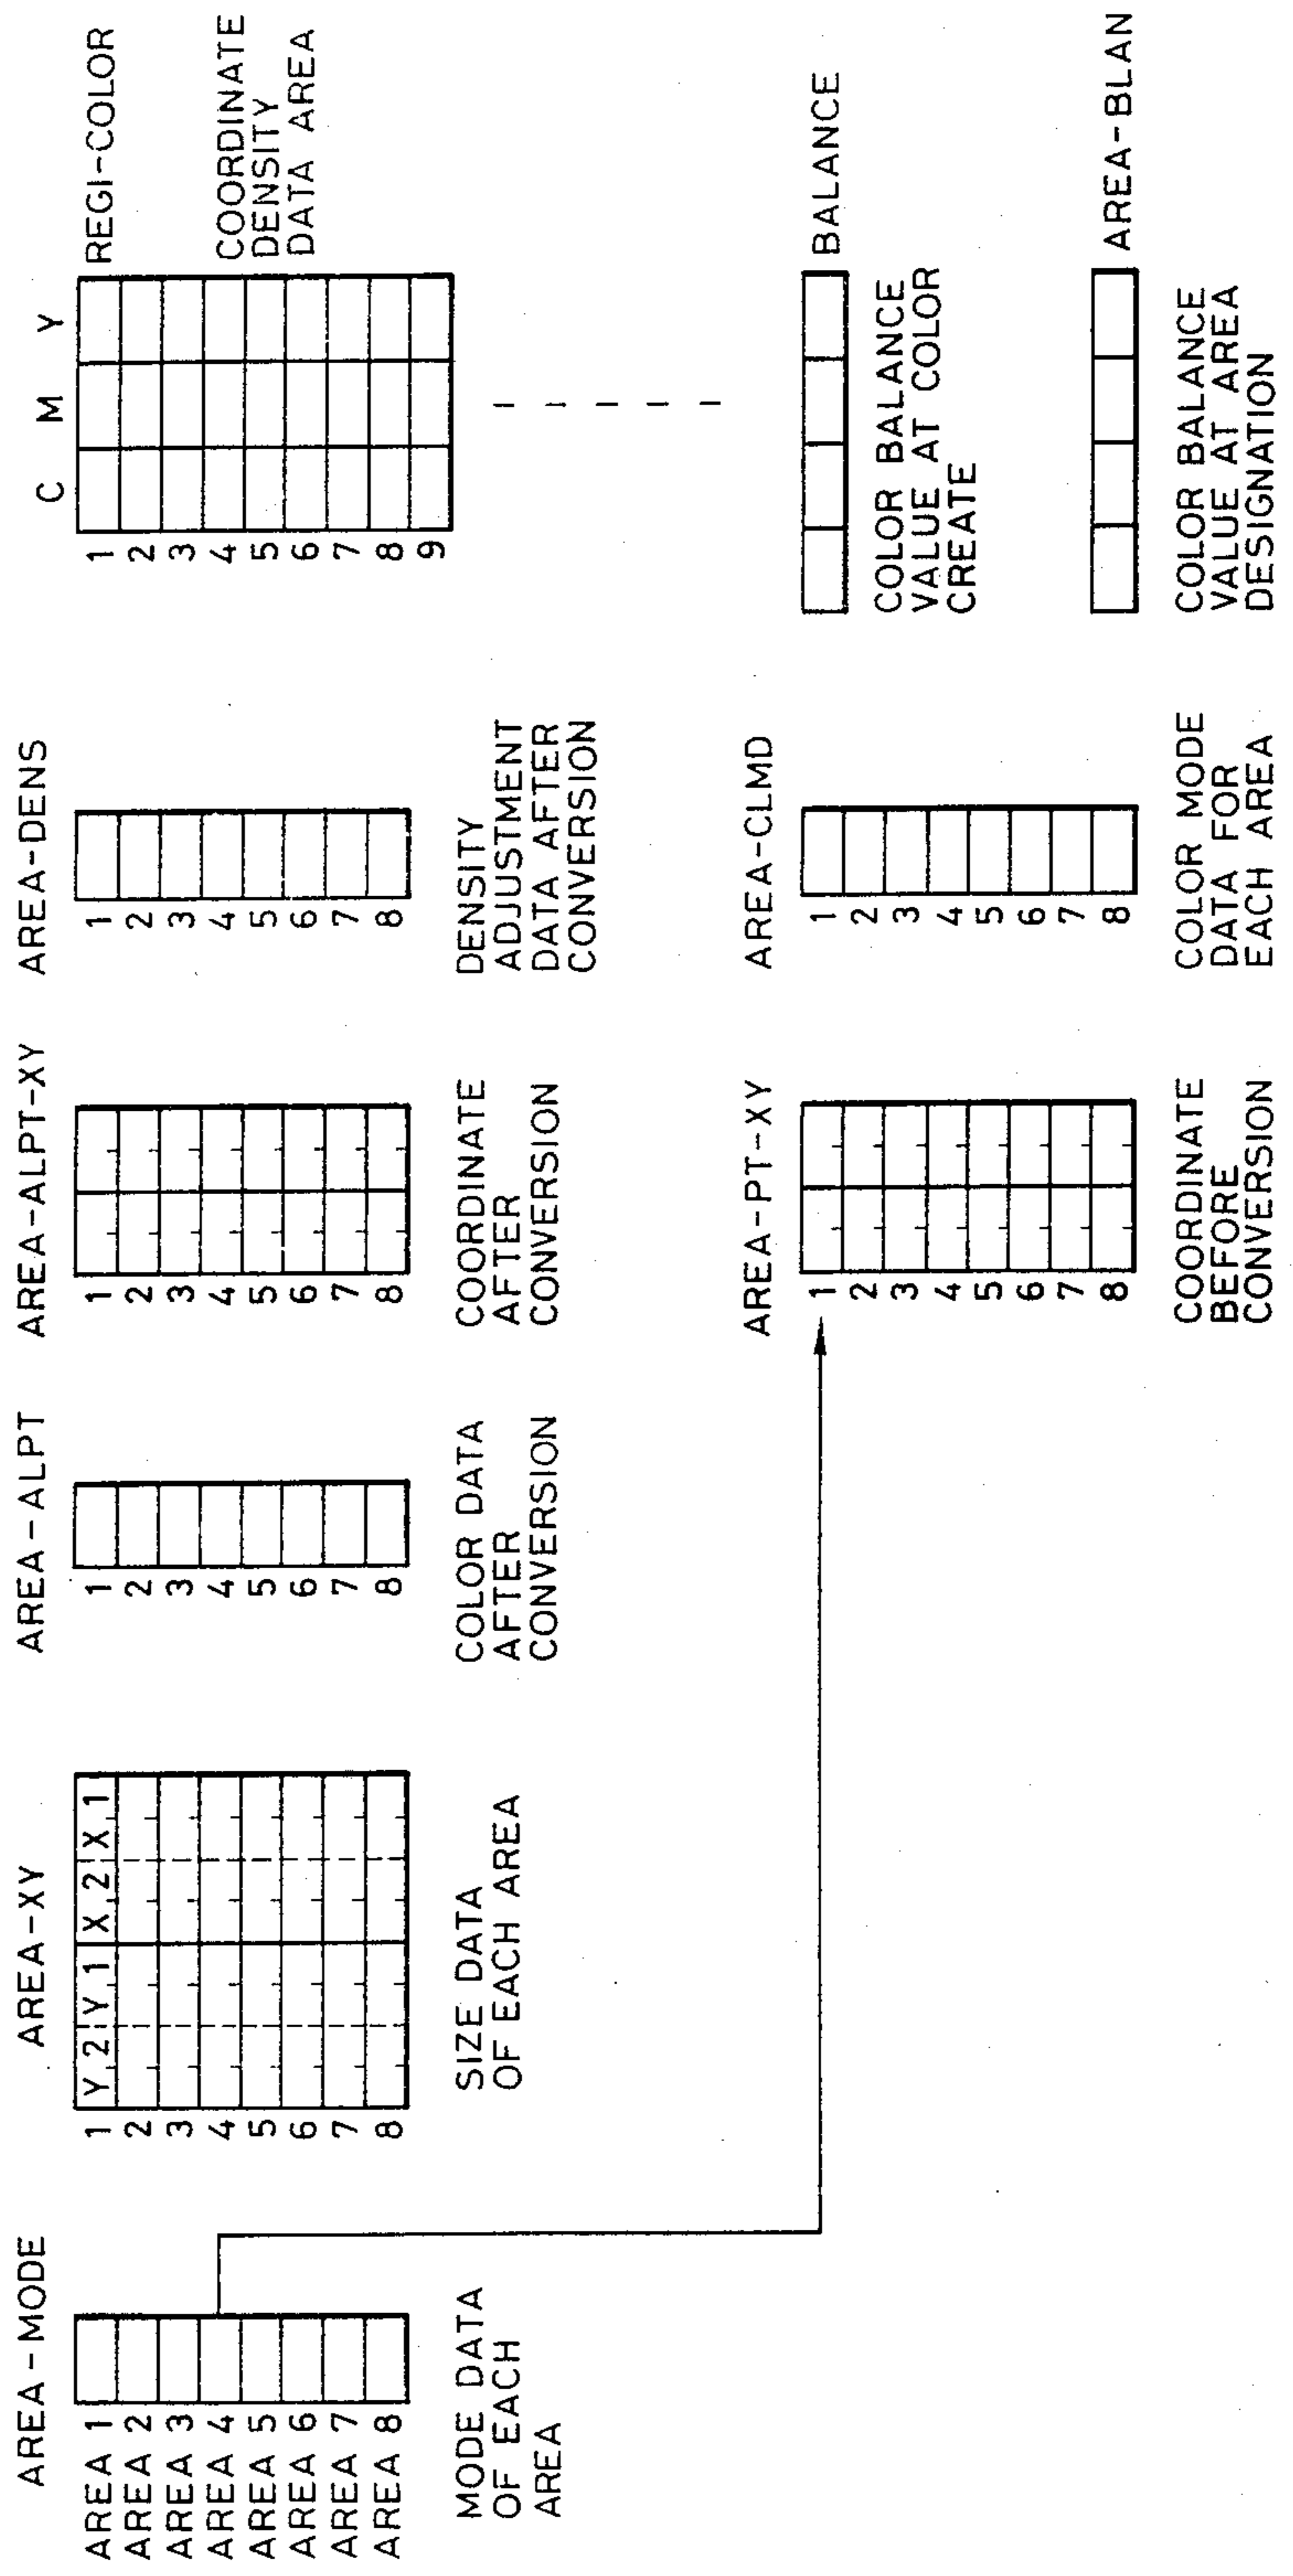 AREA-MODE
AREA 1
AREA 2
AREA 3
AREA 4
AREA 5
AREA 6
AREA 7
AREA 8
MODE DATA
OF EACH
AREA
AREA-XY
1 Y 2 Y 1 X 2 X 1
2
3
4
5
6
7
8
SIZE DATA
OF EACH AREA
AREA-ALPT
1
2
3
4
5
6
7
8
COLOR DATA
AFTER
CONVERSION
AREA-ALPT-XY
1
2
3
4
5
6
7
8
COORDINATE
AFTER
CONVERSION
AREA-DENS
1
2
3
4
5
6
7
8
DENSITY
ADJUSTMENT
DATA AFTER
CONVERSION
C M Y
1
2
3
4
5
6
7
8
9
REGI-COLOR
COORDINATE
DENSITY
DATA AREA
AREA-PT-XY
1
2
3
4
5
6
7
8
COORDINATE
BEFORE
CONVERSION
AREA-CLMD
1
2
3
4
5
6
7
8
COLOR MODE
DATA FOR
EACH AREA
BALANCE
COLOR BALANCE
VALUE AT COLOR
CREATE
AREA-BLAN
COLOR BALANCE
VALUE AT AREA
DESIGNATION